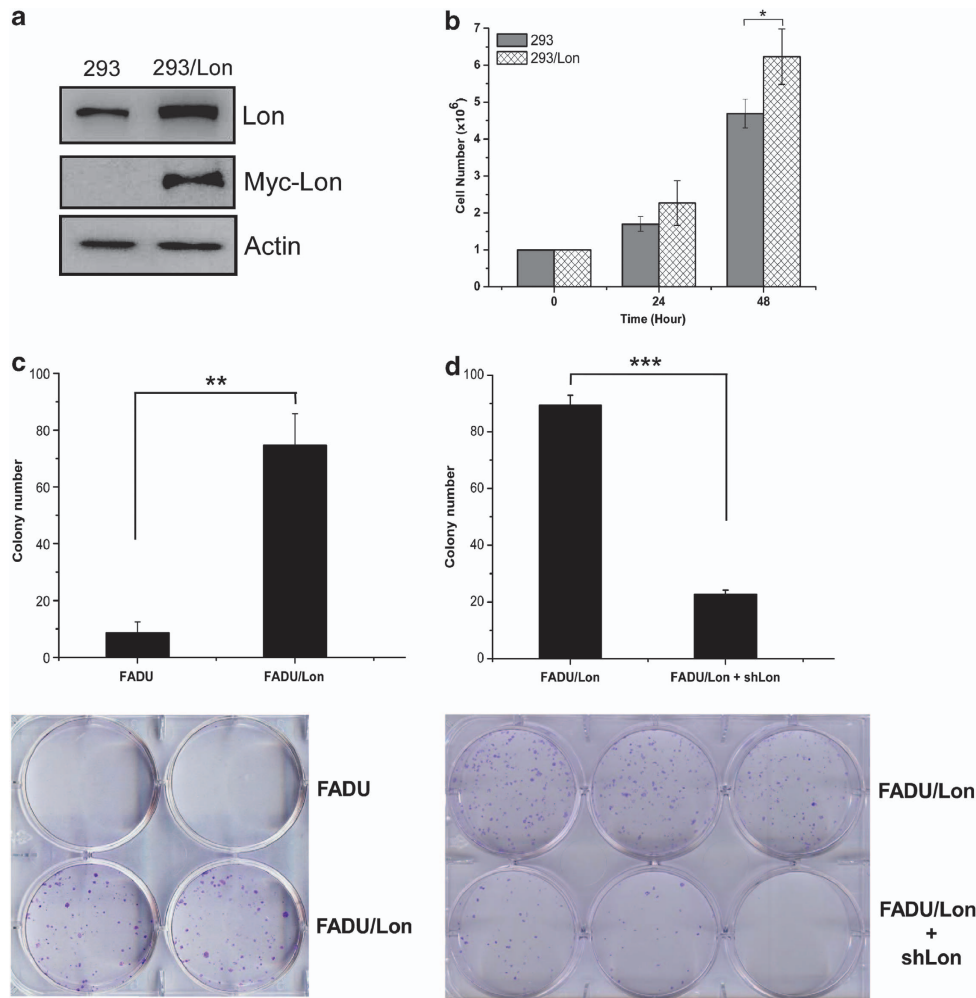 a
293 293/Lon
Lon
Myc-Lon
Actin
b
293
293/Lon
*
7
6
5
4
3
2
1
0
Cell Number (x10⁶)
0 24 48
Time (Hour)
c
100
80
60
40
20
0
Colony number
**
FADU FADU/Lon
FADU
FADU/Lon
d
100
80
60
40
20
0
Colony number
***
FADU/Lon FADU/Lon + shLon
FADU/Lon
FADU/Lon
+
shLon